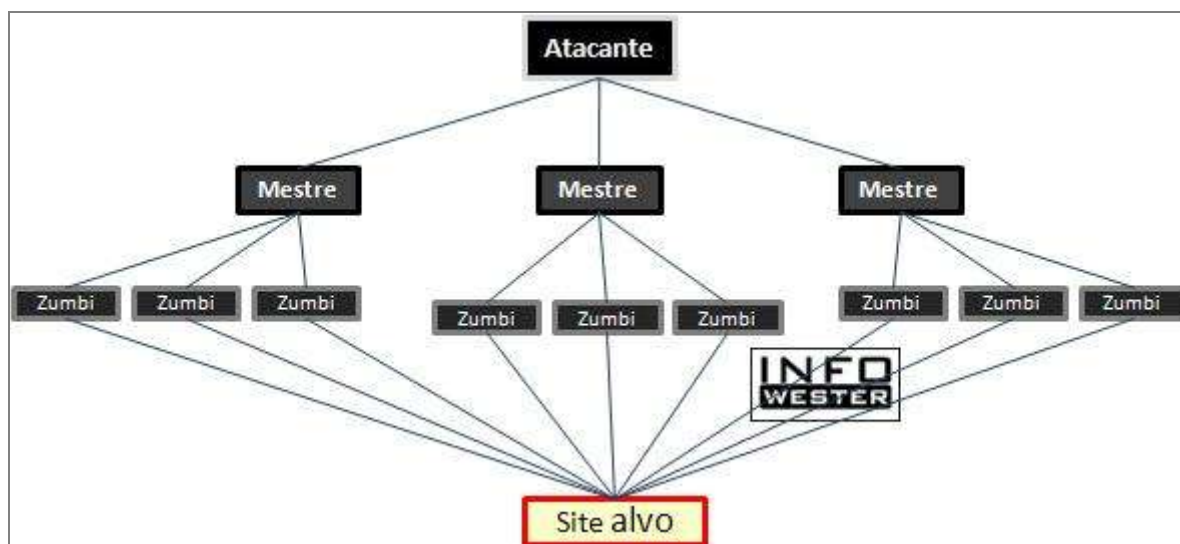 Atacante
Mestre Mestre Mestre
Zumbi Zumbi Zumbi Zumbi Zumbi Zumbi Zumbi Zumbi Zumbi
INFO
WESTER
Site alvo